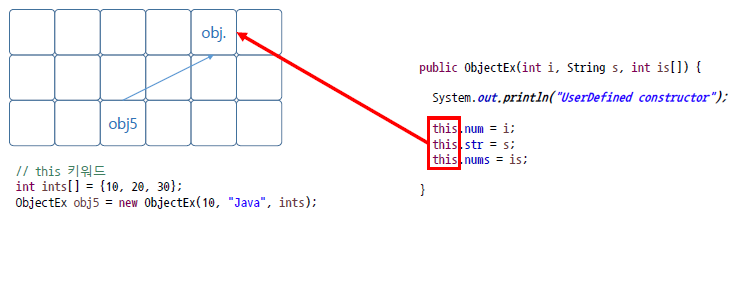 obj.
obj5
// this 키워드
int ints[] = {10, 20, 30};
ObjectEx obj5 = new ObjectEx(10, "Java", ints);
public ObjectEx(int i, String s, int is[]) {
System.out.println("UserDefined constructor");
this.num = i;
this.str = s;
this.nums = is;
}